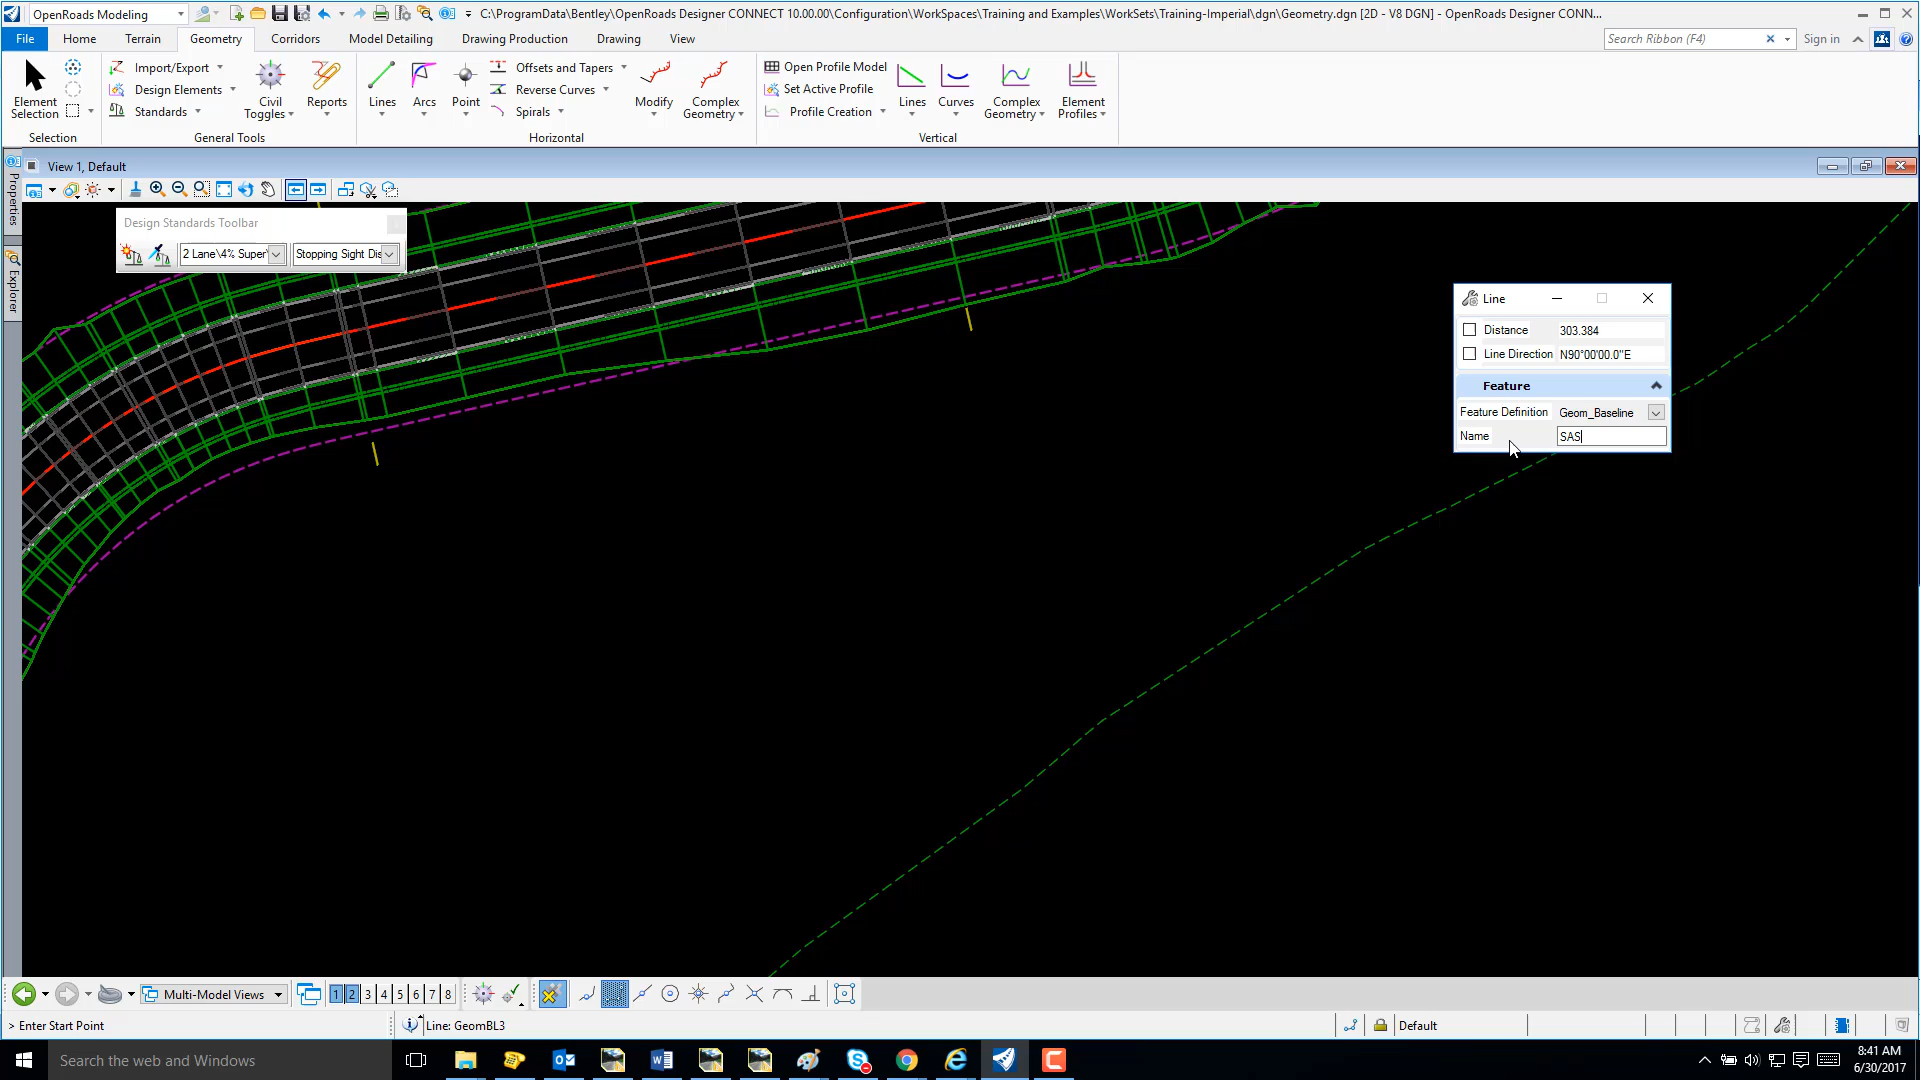 OpenRoads Modeling
C:\ProgramData\Bentley\OpenRoads Designer CONNECT 10.00.00\Configuration\WorkSpaces\Training and Examples\WorkSets\Training-Imperial\dgn\Geometry.dgn [2D - V8 DGN] - OpenRoads Designer CONN...
File
Home
Terrain
Geometry
Corridors
Model Detailing
Drawing Production
Drawing
View
Search Ribbon (F4)
Sign in
Element Selection
Selection
Import/Export
Design Elements
Standards
Civil Toggles
Reports
General Tools
Lines
Arcs
Point
Offsets and Tapers
Reverse Curves
Spirals
Modify
Complex Geometry
Horizontal
Open Profile Model
Set Active Profile
Profile Creation
Lines
Curves
Complex Geometry
Element Profiles
Vertical
View 1, Default
Properties
Explorer
Design Standards Toolbar
2 Lane\4% Super
Stopping Sight Dis
Line
Distance 303.384
Line Direction N90°00'00.0"E
Feature
Feature Definition Geom_Baseline
Name SAS
Multi-Model Views
1 2 3 4 5 6 7 8
> Enter Start Point
Line: GeomBL3
Default
Search the web and Windows
8:41 AM
6/30/2017